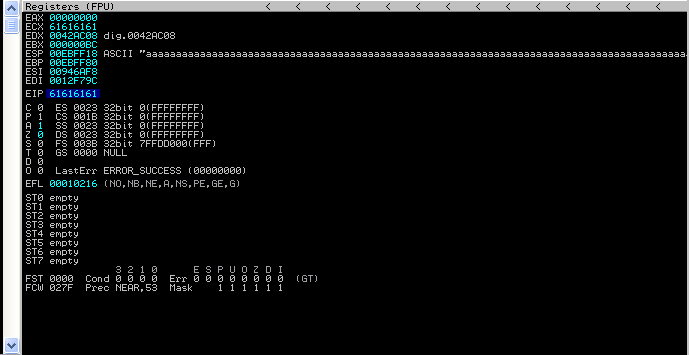 Registers (FPU) < < < < < < < < < < < < < < <
EAX 00000000
ECX 61616161
EDX 0042AC08 dig.0042AC08
EBX 000000BC
ESP 00EBFF18 ASCII "aaaaaaaaaaaaaaaaaaaaaaaaaaaaaaaaaaaaaaaaaaaaaaaaaaaaaaaaaaaaaaaaaaaaaaaaaaaaaaaaaaaaaaaaaa
EBP 00EBFF80
ESI 00946AF8
EDI 0012F79C
EIP 61616161
C 0 ES 0023 32bit 0(FFFFFFFF)
P 1 CS 001B 32bit 0(FFFFFFFF)
A 1 SS 0023 32bit 0(FFFFFFFF)
Z 0 DS 0023 32bit 0(FFFFFFFF)
S 0 FS 003B 32bit 7FFDD000(FFF)
T 0 GS 0000 NULL
D 0
O 0 LastErr ERROR_SUCCESS (00000000)
EFL 00010216 (NO,NB,NE,A,NS,PE,GE,G)
ST0 empty
ST1 empty
ST2 empty
ST3 empty
ST4 empty
ST5 empty
ST6 empty
ST7 empty
3 2 1 0 E S P U O Z D I
FST 0000 Cond 0 0 0 0 Err 0 0 0 0 0 0 0 0 (GT)
FCW 027F Prec NEAR,53 Mask 1 1 1 1 1 1